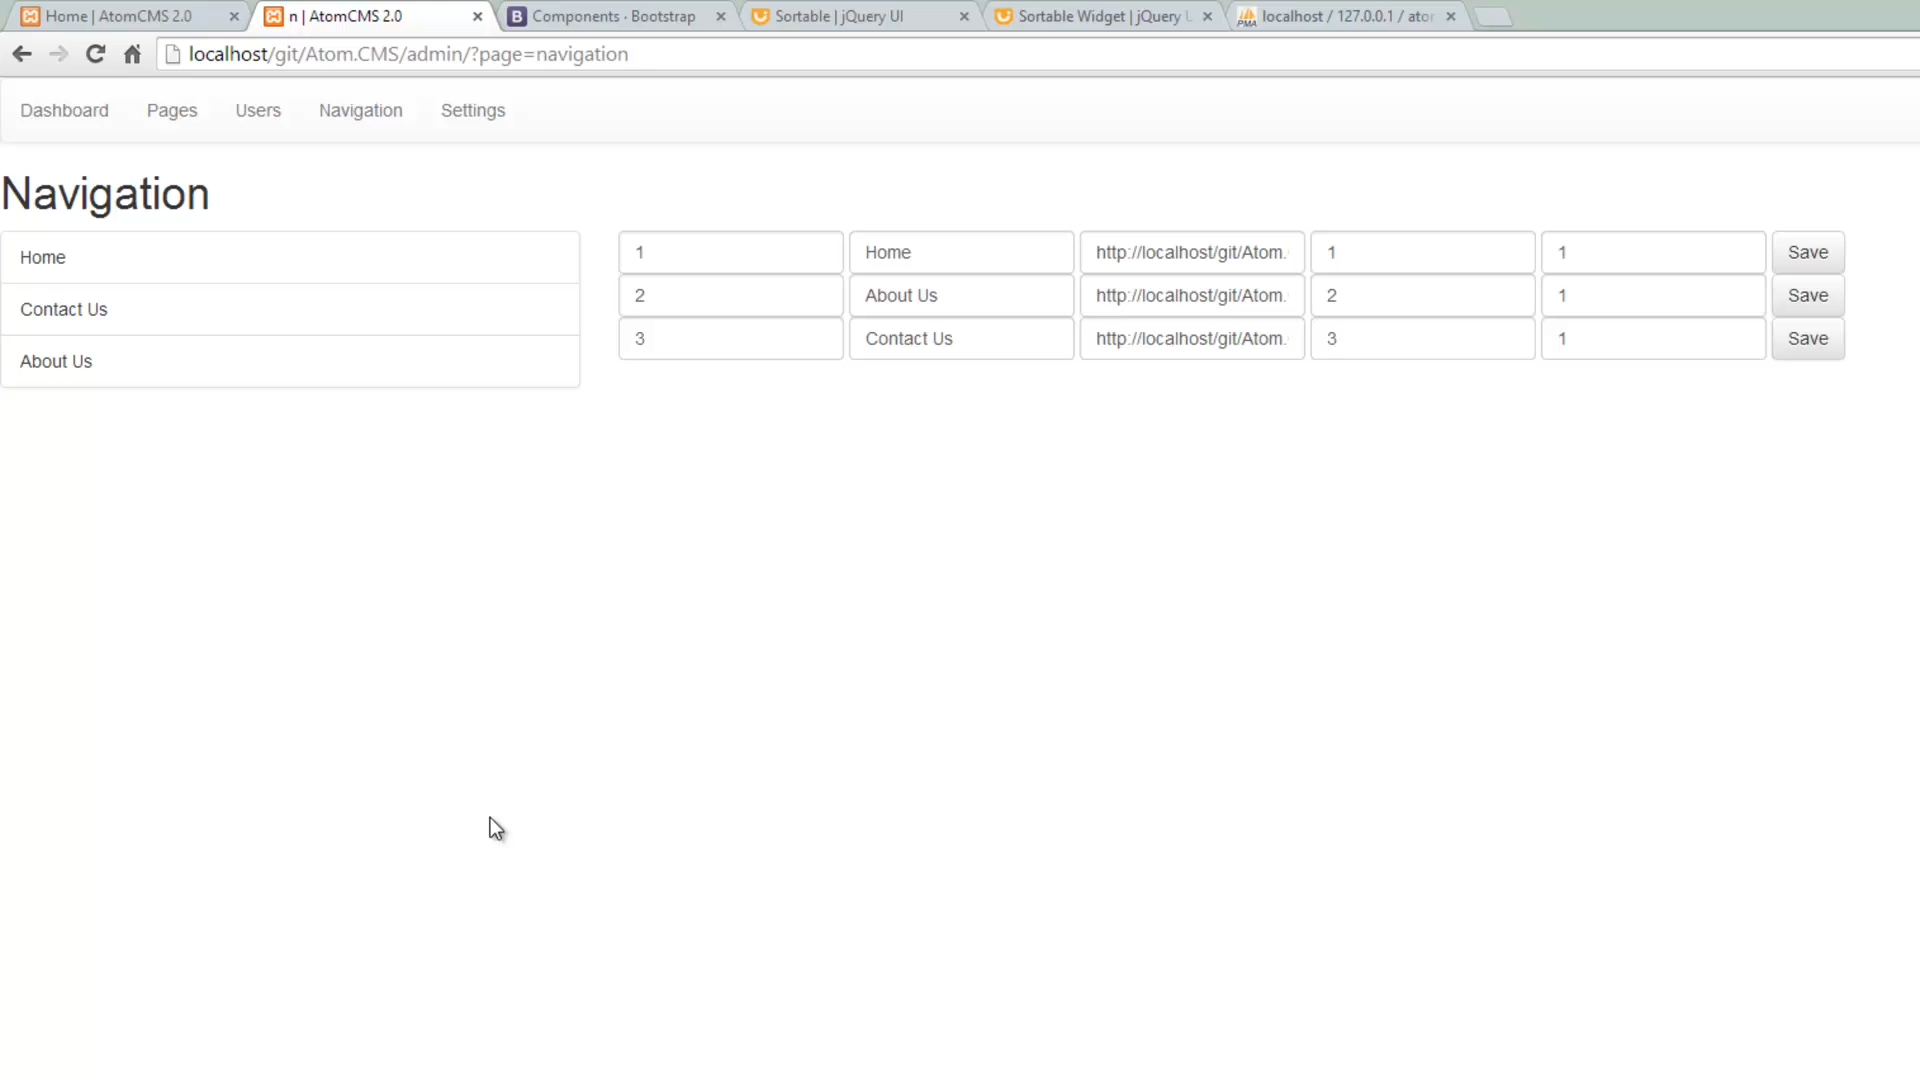 Home | AtomCMS 2.0
n | AtomCMS 2.0
Components · Bootstrap
Sortable | jQuery UI
Sortable Widget | jQuery U
localhost / 127.0.0.1 / ator
localhost/git/Atom.CMS/admin/?page=navigation
Dashboard Pages Users Navigation Settings
Navigation
Home
Contact Us
About Us
1 Home http://localhost/git/Atom. 1 1 Save
2 About Us http://localhost/git/Atom. 2 1 Save
3 Contact Us http://localhost/git/Atom. 3 1 Save